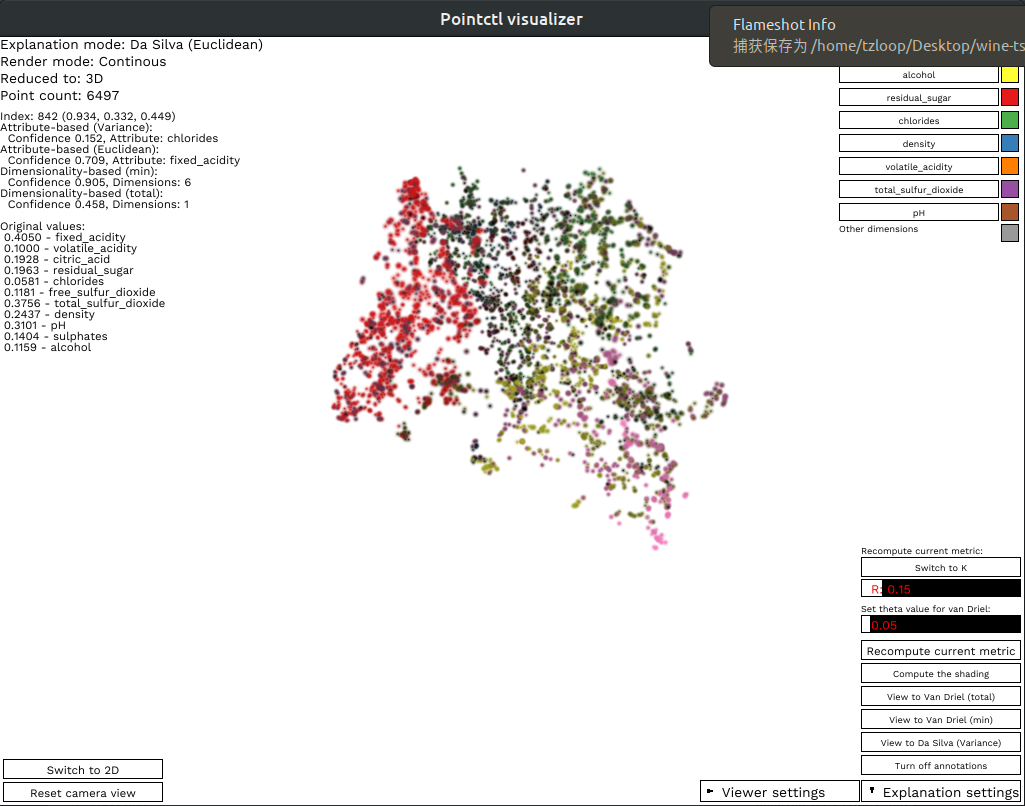 Pointctl visualizer
Flameshot Info
捕获保存为 /home/tzloop/Desktop/wine-ts
Explanation mode: Da Silva (Euclidean)
Render mode: Continous
Reduced to: 3D
Point count: 6497
Index: 842 (0.934, 0.332, 0.449)
Attribute-based (Variance):
Confidence 0.152, Attribute: chlorides
Attribute-based (Euclidean):
Confidence 0.709, Attribute: fixed_acidity
Dimensionality-based (min):
Confidence 0.905, Dimensions: 6
Dimensionality-based (total):
Confidence 0.458, Dimensions: 1
Original values:
0.4050 - fixed_acidity
0.1000 - volatile_acidity
0.1928 - citric_acid
0.1963 - residual_sugar
0.0581 - chlorides
0.1181 - free_sulfur_dioxide
0.3756 - total_sulfur_dioxide
0.2437 - density
0.3101 - pH
0.1404 - sulphates
0.1159 - alcohol
alcohol
residual_sugar
chlorides
density
volatile_acidity
total_sulfur_dioxide
pH
Other dimensions
Recompute current metric:
Switch to K
R: 0.15
Set theta value for van Driel:
0.05
Recompute current metric
Compute the shading
View to Van Driel (total)
View to Van Driel (min)
View to Da Silva (Variance)
Turn off annotations
Switch to 2D
Reset camera view
Viewer settings
Explanation settings